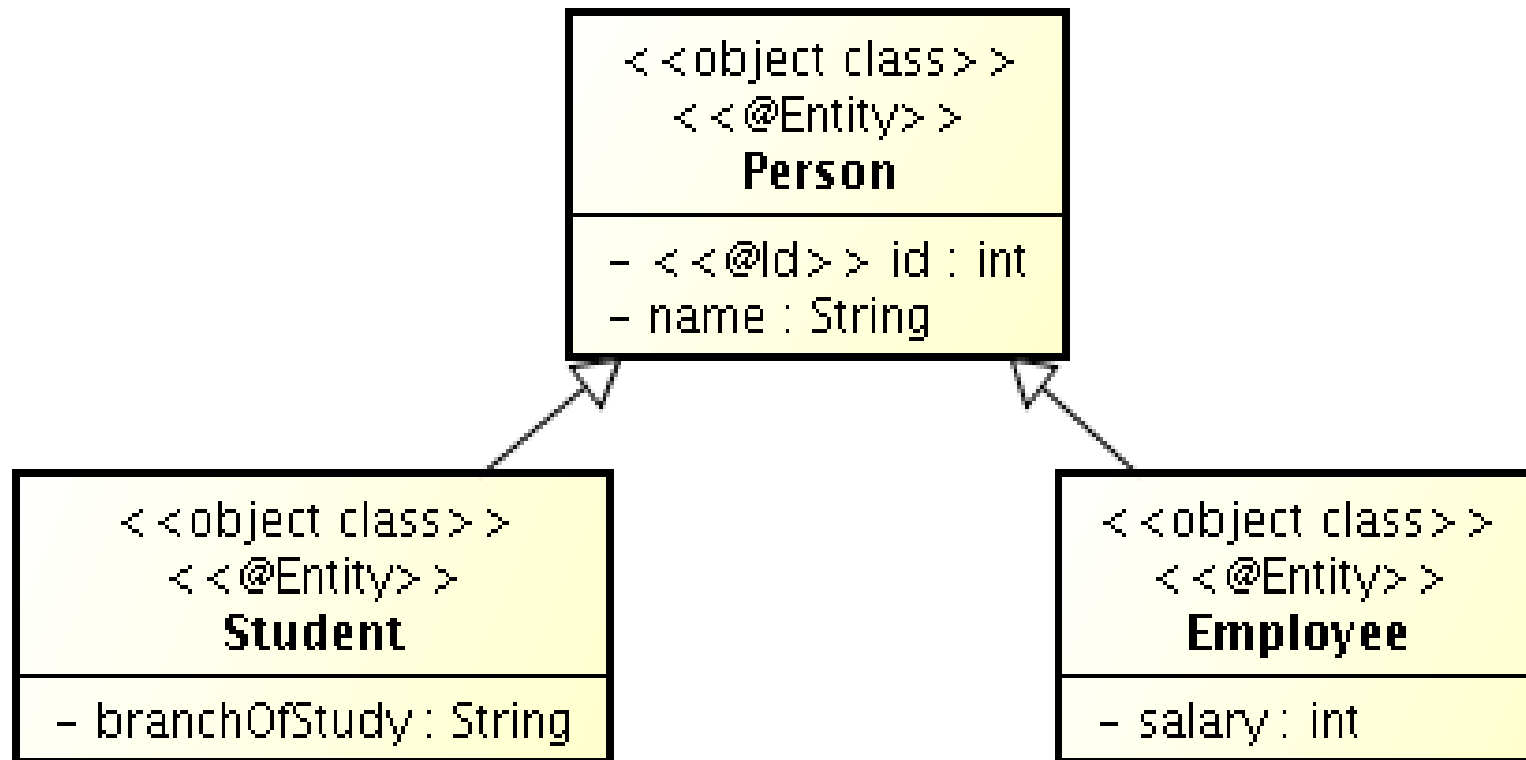 <<object class>>
<<@Entity>>
Person
- <<@Id>> id : int
- name : String
<<object class>>
<<@Entity>>
Student
- branchOfStudy : String
<<object class>>
<<@Entity>>
Employee
- salary : int